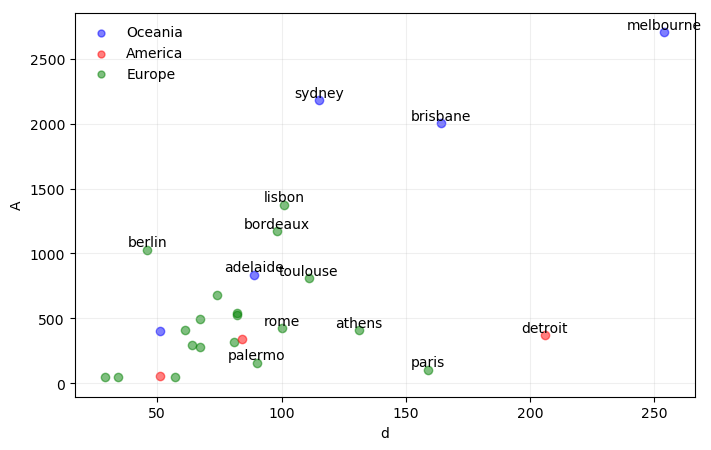 Oceania
America
Europe
melbourne
sydney
brisbane
lisbon
bordeaux
berlin
adelaide
toulouse
rome
athens
detroit
palermo
paris
2500
2000
1500
1000
500
0
A
50
100
150
200
250
d